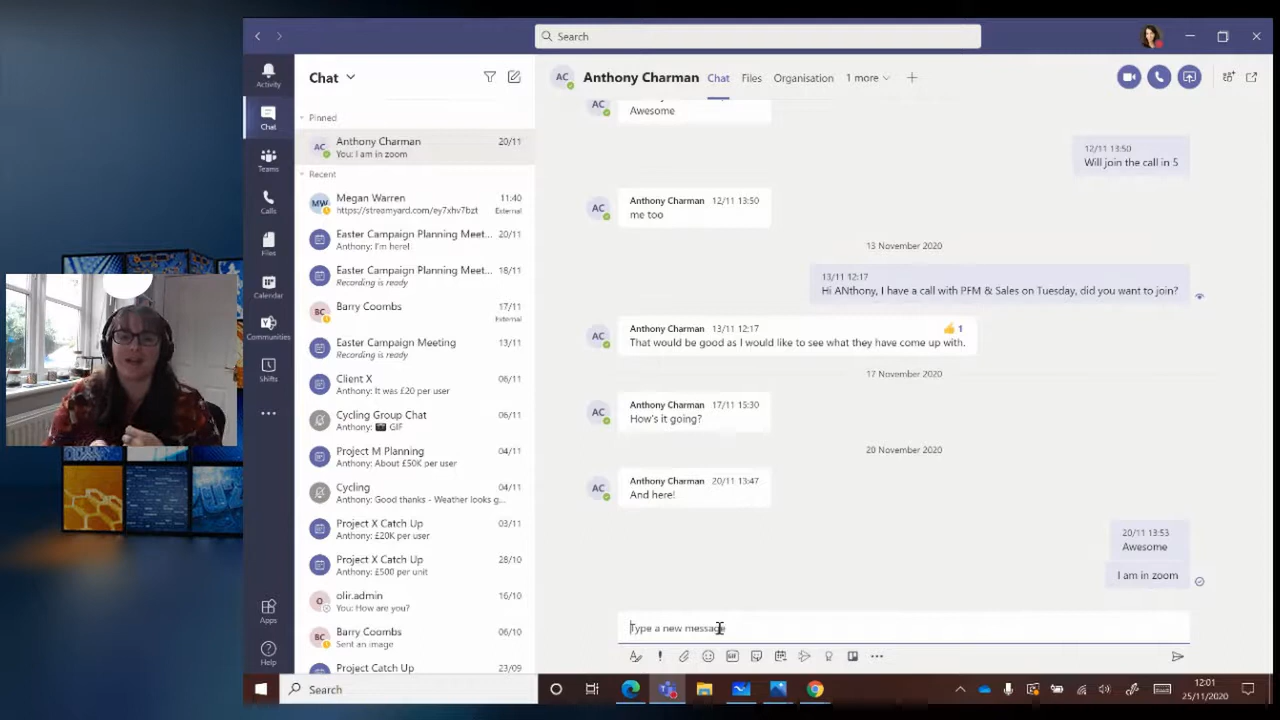 Search
Activity
Chat
Teams
Calls
Files
Calendar
Communities
Shifts
Apps
Help
Chat
Pinned
Anthony Charman 20/11
You: I am in zoom
Recent
Megan Warren 11:40
https://streamyard.com/ey7xhv7bzt External
Easter Campaign Planning Meet... 20/11
Anthony: I'm here!
Easter Campaign Planning Meet... 18/11
Recording is ready
Barry Coombs 17/11
External
Easter Campaign Meeting 13/11
Recording is ready
Client X 06/11
Anthony: It was £20 per user
Cycling Group Chat 06/11
Anthony: GIF
Project M Planning 04/11
Anthony: About £50K per user
Cycling 04/11
Anthony: Good thanks - Weather looks g...
Project X Catch Up 03/11
Anthony: £20K per user
Project X Catch Up 28/10
Anthony: £500 per unit
olir.admin 16/10
You: How are you?
Barry Coombs 06/10
Sent an image
Project Catch Up 23/09
AC Anthony Charman Chat Files Organisation 1 more
Awesome
12/11 13:50
Will join the call in 5
Anthony Charman 12/11 13:50
me too
13 November 2020
13/11 12:17
Hi ANthony, I have a call with PFM & Sales on Tuesday, did you want to join?
Anthony Charman 13/11 12:17 1
That would be good as I would like to see what they have come up with.
17 November 2020
Anthony Charman 17/11 15:30
How's it going?
20 November 2020
Anthony Charman 20/11 13:47
And here!
20/11 13:53
Awesome
I am in zoom
Type a new message
GIF
Search
12:01
25/11/2020